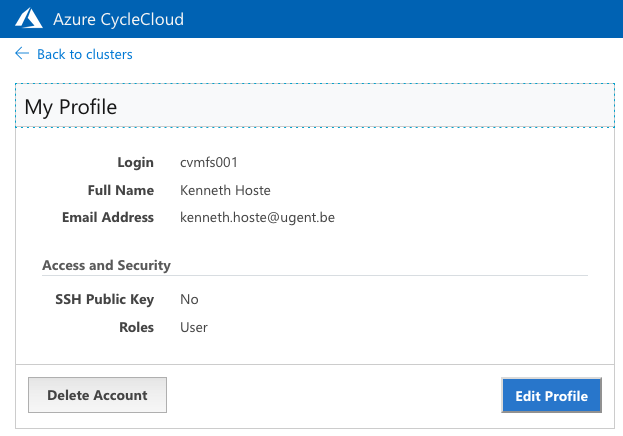 Azure CycleCloud
← Back to clusters
My Profile
Login cvmfs001
Full Name Kenneth Hoste
Email Address kenneth.hoste@ugent.be
Access and Security
SSH Public Key No
Roles User
Delete Account Edit Profile